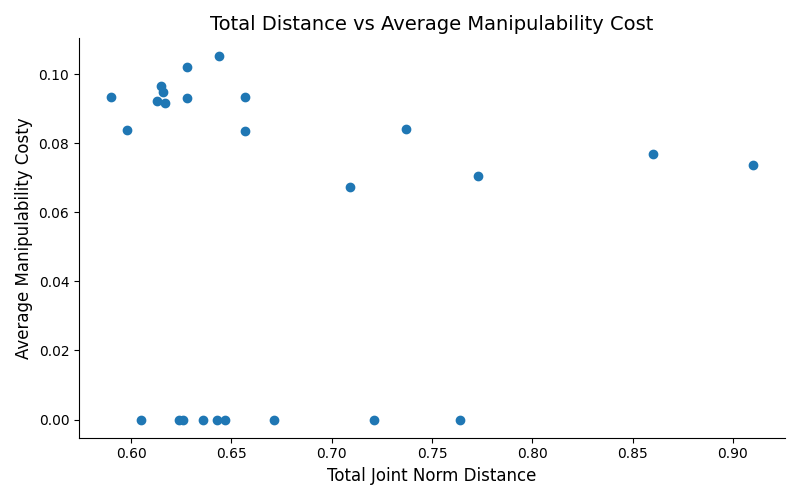 Total Distance vs Average Manipulability Cost
Average Manipulability Costy
0.10
0.08
0.06
0.04
0.02
0.00
0.60 0.65 0.70 0.75 0.80 0.85 0.90
Total Joint Norm Distance